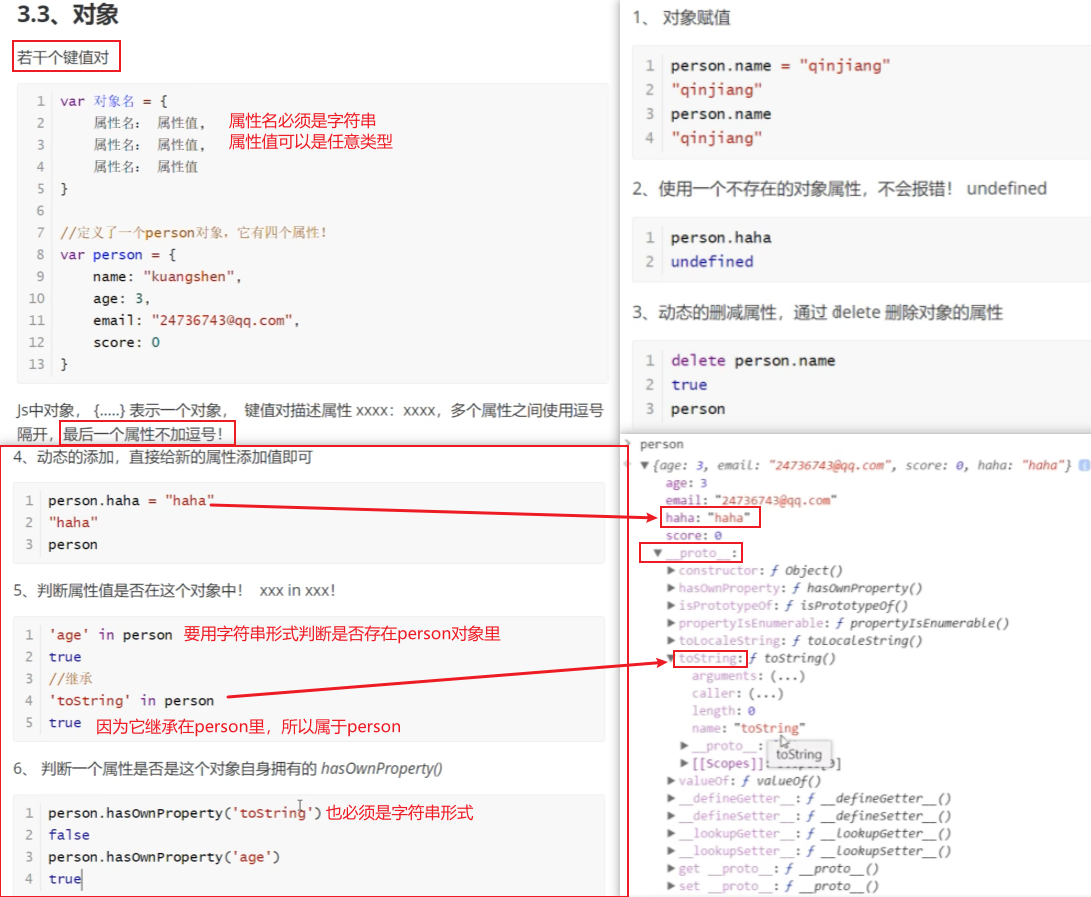 3.3、对象
若干个键值对
1 var 对象名 = {
2 属性名： 属性值， 属性名必须是字符串
3 属性名： 属性值， 属性值可以是任意类型
4 属性名： 属性值
5 }
6
7 //定义了一个person对象，它有四个属性！
8 var person = {
9 name: "kuangshen",
10 age: 3,
11 email: "24736743@qq.com",
12 score: 0
13 }
Js中对象， {.....} 表示一个对象， 键值对描述属性 xxxx：xxxx，多个属性之间使用逗号
隔开，最后一个属性不加逗号！
1、 对象赋值
1 person.name = "qinjiang"
2 "qinjiang"
3 person.name
4 "qinjiang"
2、使用一个不存在的对象属性，不会报错！ undefined
1 person.haha
2 undefined
3、动态的删减属性，通过 delete 删除对象的属性
1 delete person.name
2 true
3 person
4、动态的添加，直接给新的属性添加值即可
1 person.haha = "haha"
2 "haha"
3 person
5、判断属性值是否在这个对象中！ xxx in xxx！
1 'age' in person 要用字符串形式判断是否存在person对象里
2 true
3 //继承
4 'toString' in person
5 true 因为它继承在person里，所以属于person
6、 判断一个属性是否是这个对象自身拥有的 hasOwnProperty()
1 person.hasOwnProperty('toString') 也必须是字符串形式
2 false
3 person.hasOwnProperty('age')
4 true
> person
▼{age: 3, email: "24736743@qq.com", score: 0, haha: "haha"}
age: 3
email: "24736743@qq.com"
haha: "haha"
score: 0
▼__proto__:
▶constructor: ƒ Object()
▶hasOwnProperty: ƒ hasOwnProperty()
▶isPrototypeOf: ƒ isPrototypeOf()
▶propertyIsEnumerable: ƒ propertyIsEnumerable()
▶toLocaleString: ƒ toLocaleString()
▼toString: ƒ toString()
arguments: (...)
caller: (...)
length: 0
name: "toString"
▶__proto__:
toString
▶[[Scopes]]:
▶valueOf: ƒ valueOf()
▶__defineGetter__: ƒ __defineGetter__()
▶__defineSetter__: ƒ __defineSetter__()
▶__lookupGetter__: ƒ __lookupGetter__()
▶__lookupSetter__: ƒ __lookupSetter__()
▶get __proto__: ƒ __proto__()
▶set __proto__: ƒ __proto__()